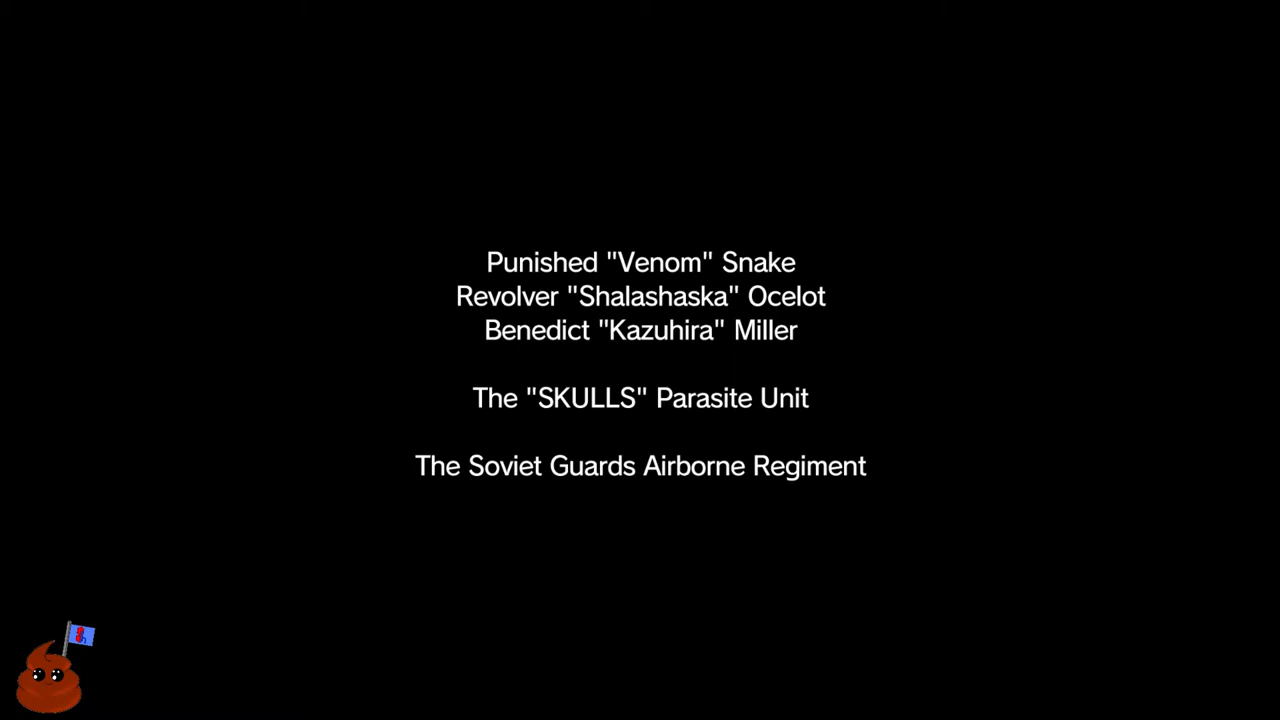 Punished "Venom" Snake
Revolver "Shalashaska" Ocelot
Benedict "Kazuhira" Miller
The "SKULLS" Parasite Unit
The Soviet Guards Airborne Regiment